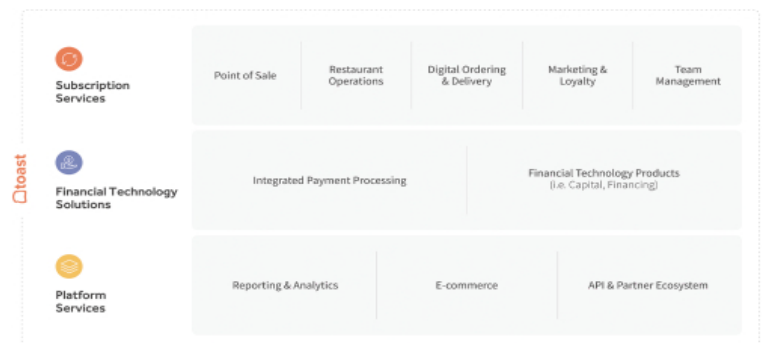 toast
Subscription
Services
Point of Sale
Restaurant
Operations
Digital Ordering
& Delivery
Marketing &
Loyalty
Team
Management
Financial Technology
Solutions
Integrated Payment Processing
Financial Technology Products
(i.e. Capital, Financing)
Platform
Services
Reporting & Analytics
E-commerce
API & Partner Ecosystem